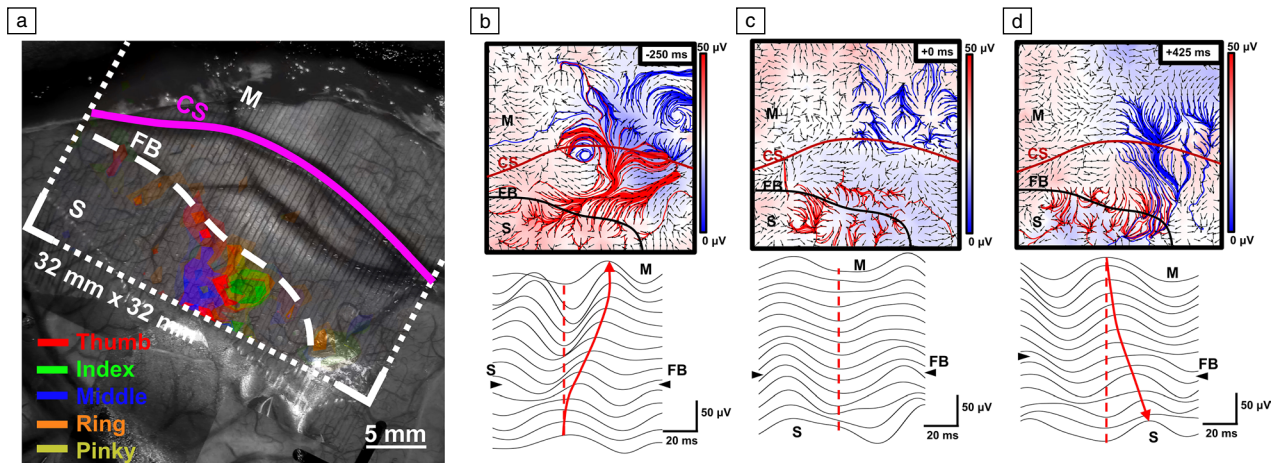 a
CS
M
FB
S
32 mm x 32 mm
Thumb
Index
Middle
Ring
Pinky
5 mm
b
-250 ms
50 µV
M
CS
FB
S
0 µV
M
S
FB
50 µV
20 ms
c
+0 ms
50 µV
M
CS
FB
S
0 µV
M
FB
S
50 µV
20 ms
d
+425 ms
50 µV
M
CS
FB
S
0 µV
M
FB
S
50 µV
20 ms